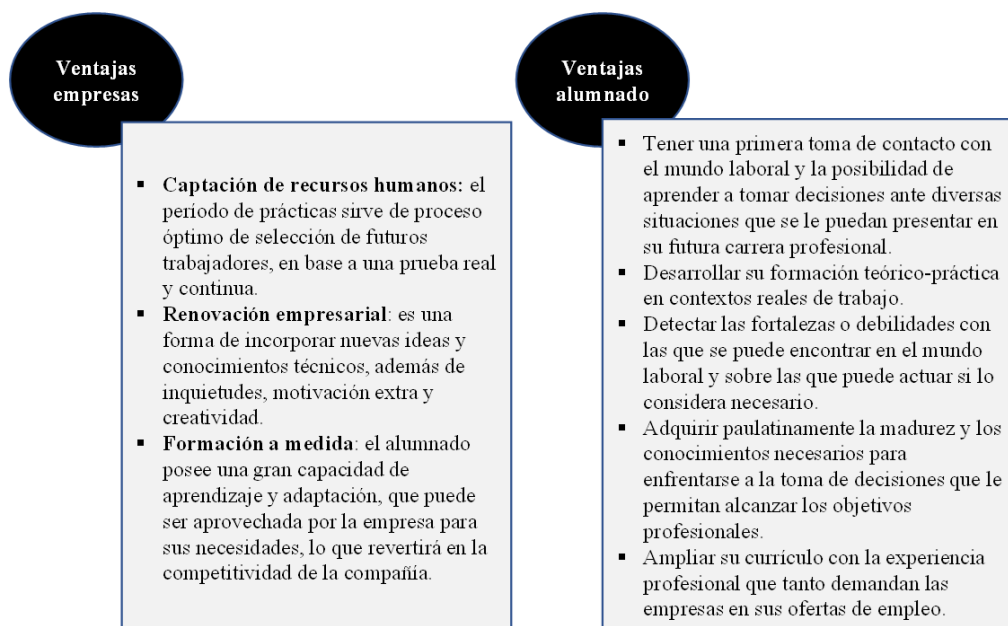 Ventajas
empresas
▪ Captación de recursos humanos: el
período de prácticas sirve de proceso
óptimo de selección de futuros
trabajadores, en base a una prueba real
y continua.
▪ Renovación empresarial: es una
forma de incorporar nuevas ideas y
conocimientos técnicos, además de
inquietudes, motivación extra y
creatividad.
▪ Formación a medida: el alumnado
posee una gran capacidad de
aprendizaje y adaptación, que puede
ser aprovechada por la empresa para
sus necesidades, lo que revertirá en la
competitividad de la compañía.
Ventajas
alumnado
▪ Tener una primera toma de contacto con
el mundo laboral y la posibilidad de
aprender a tomar decisiones ante diversas
situaciones que se le puedan presentar en
su futura carrera profesional.
▪ Desarrollar su formación teórico-práctica
en contextos reales de trabajo.
▪ Detectar las fortalezas o debilidades con
las que se puede encontrar en el mundo
laboral y sobre las que puede actuar si lo
considera necesario.
▪ Adquirir paulatinamente la madurez y los
conocimientos necesarios para
enfrentarse a la toma de decisiones que le
permitan alcanzar los objetivos
profesionales.
▪ Ampliar su currículo con la experiencia
profesional que tanto demandan las
empresas en sus ofertas de empleo.